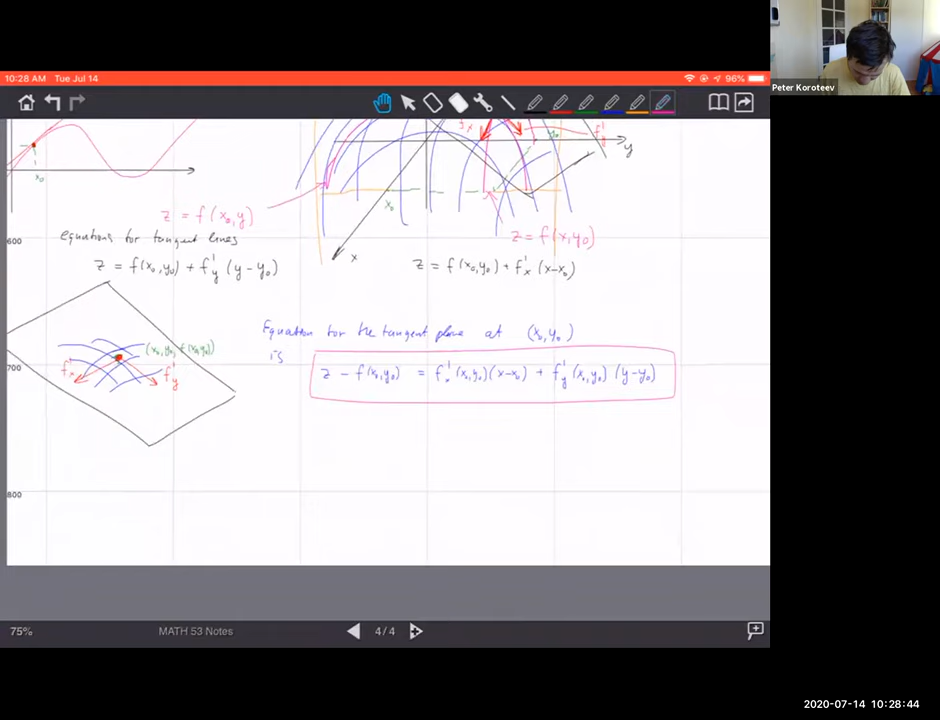 10:28 AM Tue Jul 14
96%
Peter Koroteev
x₀
y
x₀
z = f(x₀,y)
z = f(x,y₀)
x
600
equations for tangent lines
z = f(x₀,y₀) + f'y (y-y₀)
z = f(x₀,y₀) + f'x (x-x₀)
Equation for the tangent plane at (x₀,y₀)
is
z - f(x₀,y₀) = f'x (x₀,y₀)(x-x₀) + f'y (x₀,y₀) (y-y₀)
(x₀,y₀, f(x₀,y₀))
f'x
f'y
700
800
75%
MATH 53 Notes
4/4
2020-07-14 10:28:44